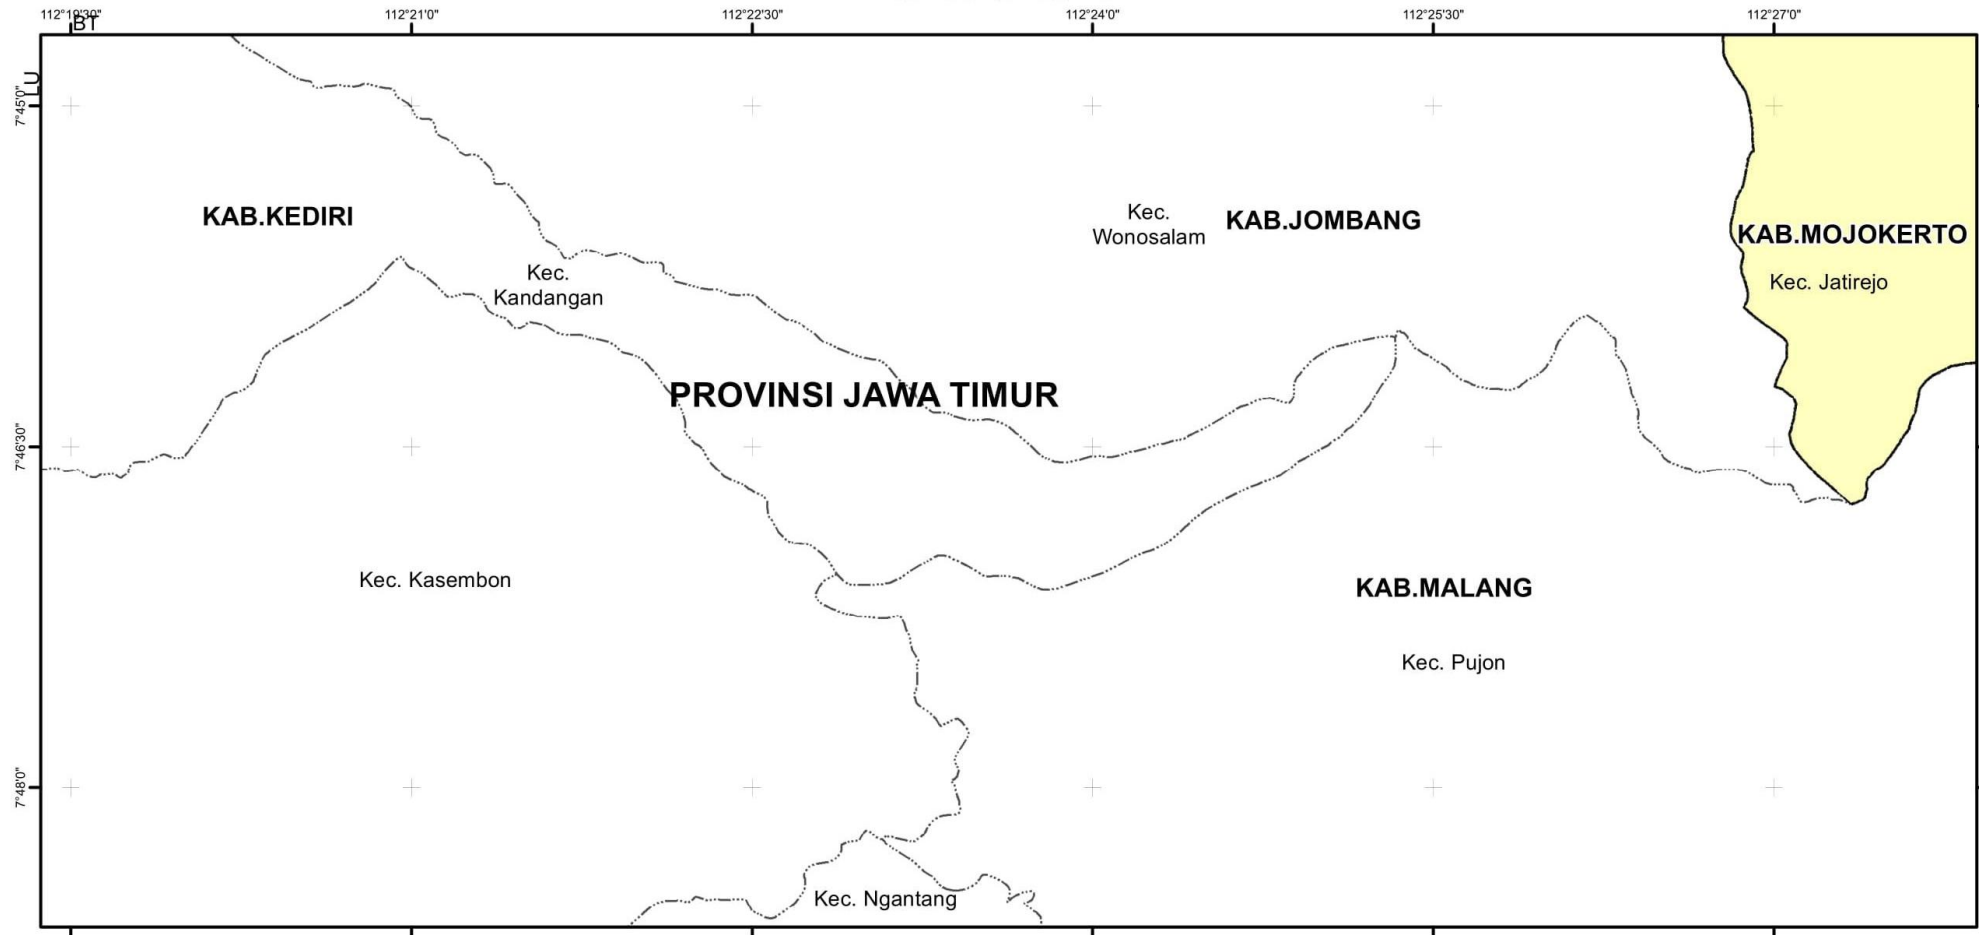 112°19'30"
BT
112°21'0"
112°22'30"
112°24'0"
112°25'30"
112°27'0"
LU
7°45'0"
KAB.KEDIRI
Kec.
Wonosalam
KAB.JOMBANG
KAB.MOJOKERTO
Kec. Jatirejo
Kec.
Kandangan
PROVINSI JAWA TIMUR
7°46'30"
Kec. Kasembon
KAB.MALANG
Kec. Pujon
7°48'0"
Kec. Ngantang